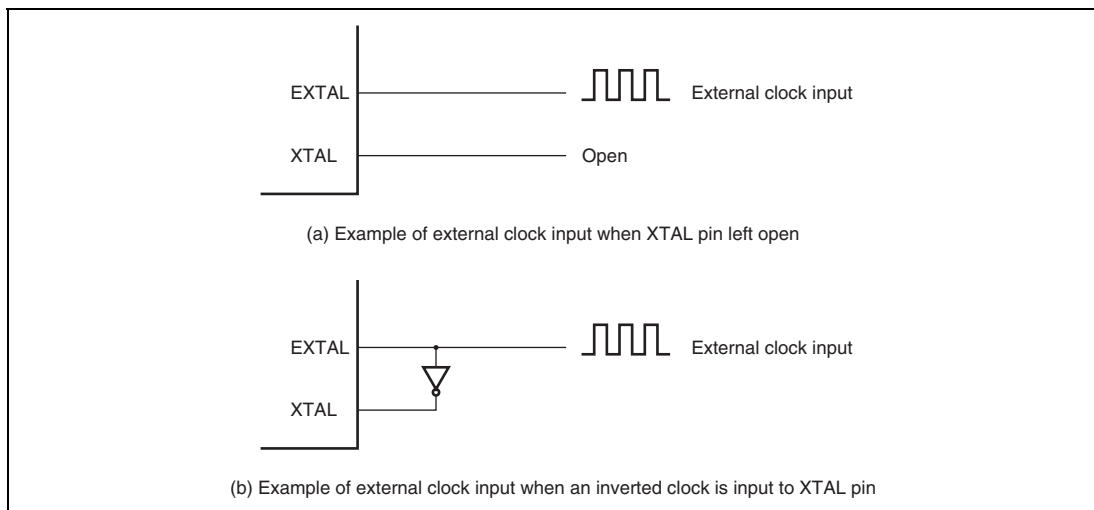 EXTAL
External clock input
XTAL
Open
(a) Example of external clock input when XTAL pin left open
EXTAL
External clock input
XTAL
(b) Example of external clock input when an inverted clock is input to XTAL pin